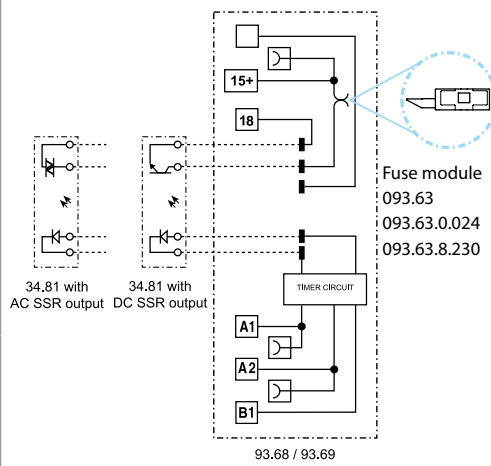 15+
18
Fuse module
093.63
093.63.0.024
093.63.8.230
34.81 with
AC SSR output
34.81 with
DC SSR output
TIMER CIRCUIT
A1
A2
B1
93.68 / 93.69